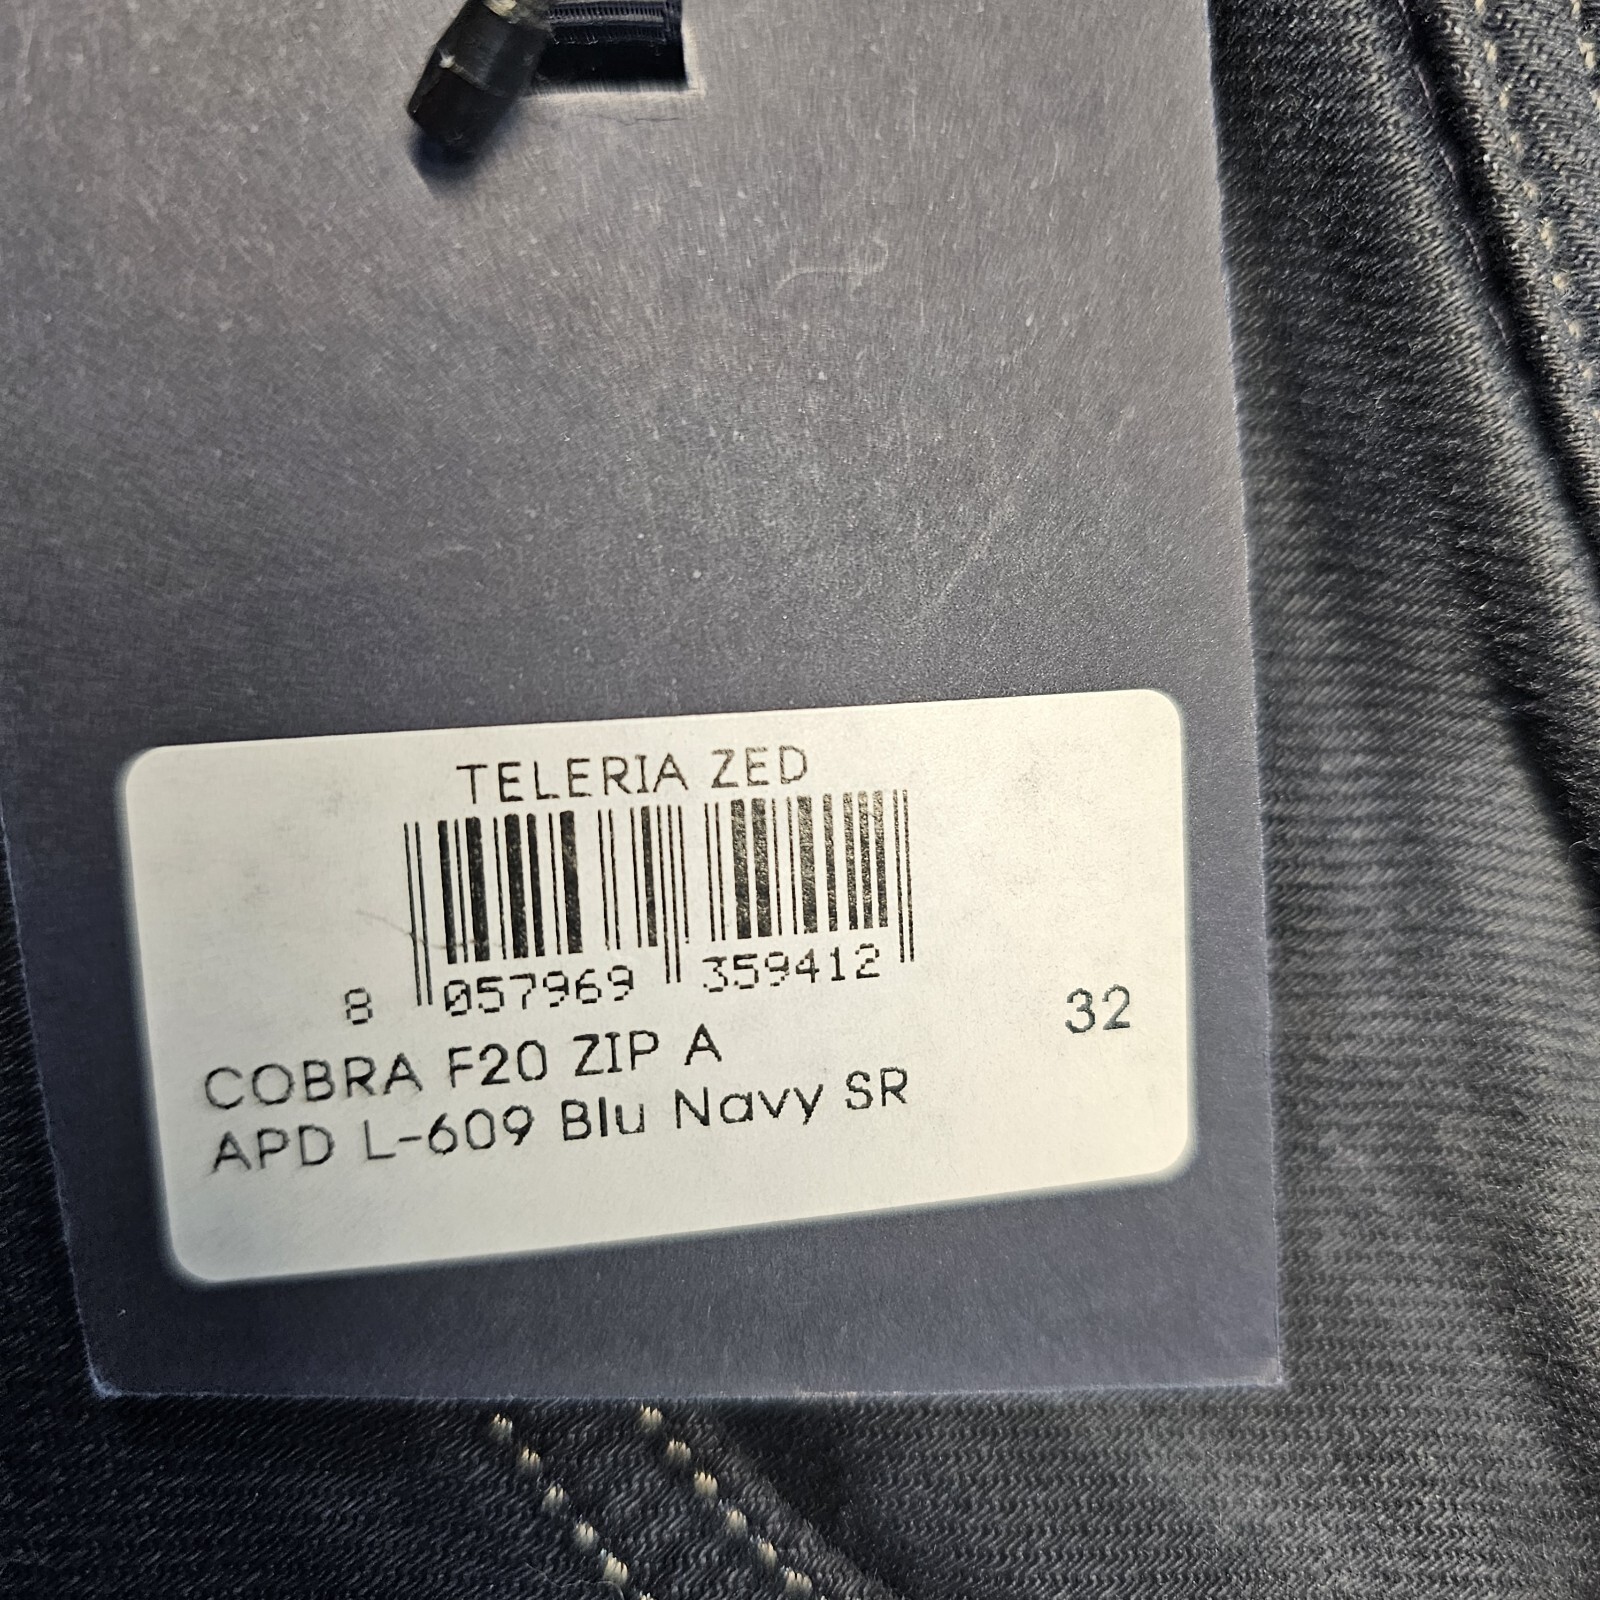 TELERIA ZED
8 057969 359412
32
COBRA F20 ZIP A
APD L-609 Blu Navy SR